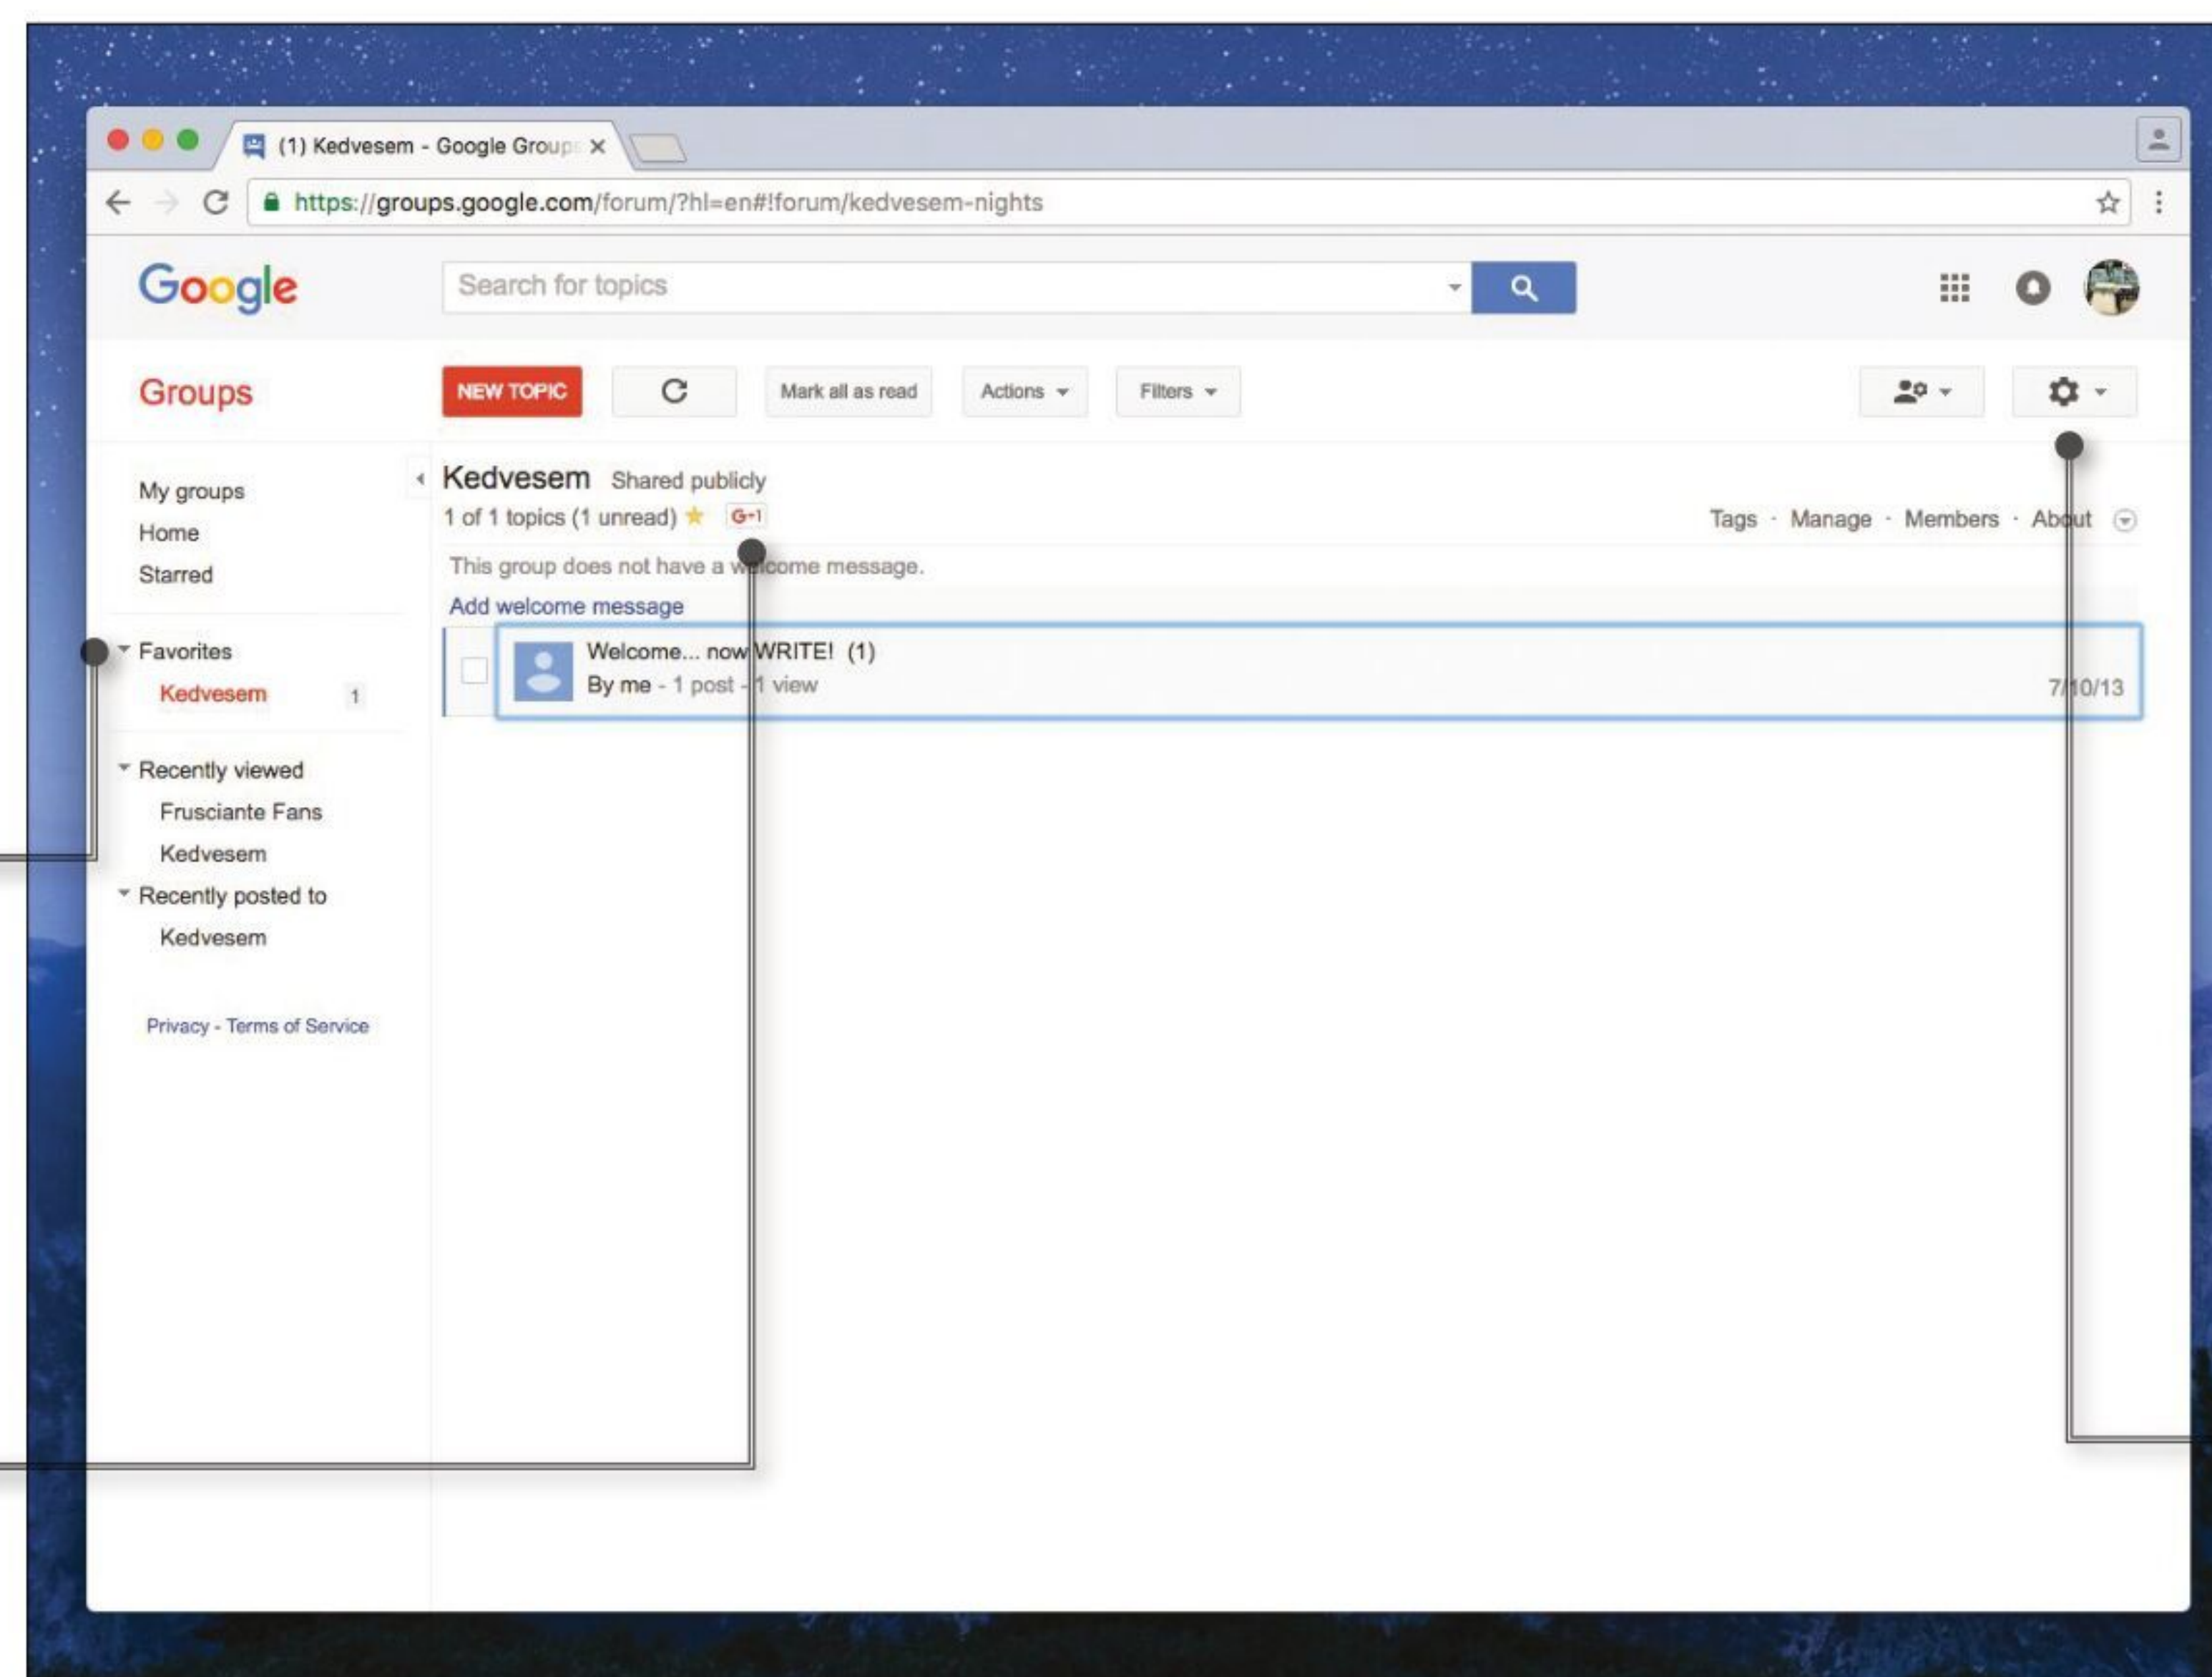 (1) Kedvesem - Google Groups
https://groups.google.com/forum/?hl=en#!forum/kedvesem-nights
Google
Search for topics
Groups
NEW TOPIC
Mark all as read
Actions
Filters
My groups
Home
Starred
Favorites
Kedvesem 1
Recently viewed
Frusciante Fans
Kedvesem
Recently posted to
Kedvesem
Privacy - Terms of Service
Kedvesem Shared publicly
1 of 1 topics (1 unread) G+1
Tags · Manage · Members · About
This group does not have a welcome message.
Add welcome message
Welcome... now WRITE! (1)
By me - 1 post - 1 view
7/10/13